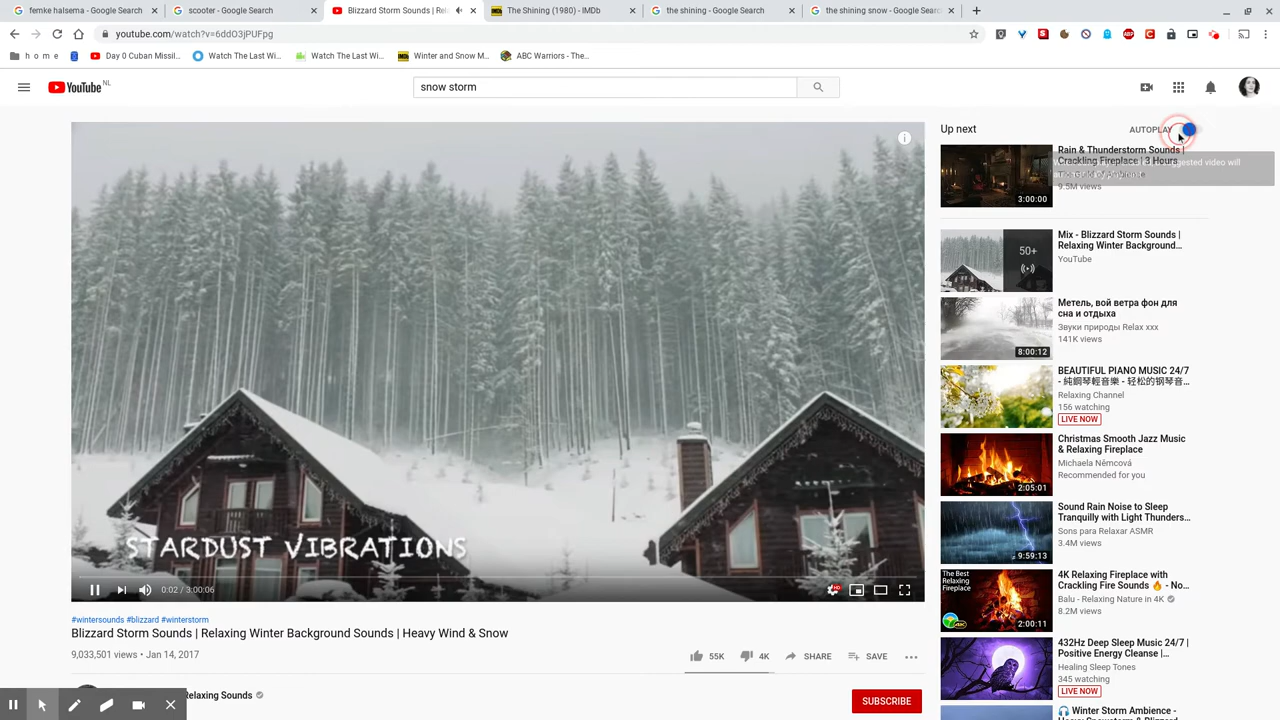 femke halsema - Google Search
scooter - Google Search
Blizzard Storm Sounds | Rel
The Shining (1980) - IMDb
the shining - Google Search
the shining snow - Google Searc
youtube.com/watch?v=6ddO3jPUFpg
h o m e
Day 0 Cuban Missil...
Watch The Last Wi...
Watch The Last Wi...
Winter and Snow M...
ABC Warriors - The...
YouTube NL
snow storm
Up next
AUTOPLAY
Rain & Thunderstorm Sounds |
Crackling Fireplace | 3 Hours
9.5M views
3:00:00
Mix - Blizzard Storm Sounds |
Relaxing Winter Background...
YouTube
50+
Метель, вой ветра фон для
сна и отдыха
Звуки природы Relax xxx
141K views
8:00:12
BEAUTIFUL PIANO MUSIC 24/7
- 純鋼琴輕音樂 - 轻松的钢琴音...
Relaxing Channel
156 watching
LIVE NOW
Christmas Smooth Jazz Music
& Relaxing Fireplace
Michaela Němcová
Recommended for you
2:05:01
Sound Rain Noise to Sleep
Tranquilly with Light Thunders...
Sons para Relaxar ASMR
3.4M views
9:59:13
The Best
Relaxing
Fireplace
4K
4K Relaxing Fireplace with
Crackling Fire Sounds 🔥 - No...
Balu - Relaxing Nature in 4K
8.2M views
2:00:11
432Hz Deep Sleep Music 24/7 |
Positive Energy Cleanse |...
Healing Sleep Tones
345 watching
LIVE NOW
🎧 Winter Storm Ambience -
STARDUST VIBRATIONS
0:02 / 3:00:06
HD
#wintersounds #blizzard #winterstorm
Blizzard Storm Sounds | Relaxing Winter Background Sounds | Heavy Wind & Snow
9,033,501 views • Jan 14, 2017
55K
4K
SHARE
SAVE
Relaxing Sounds
SUBSCRIBE